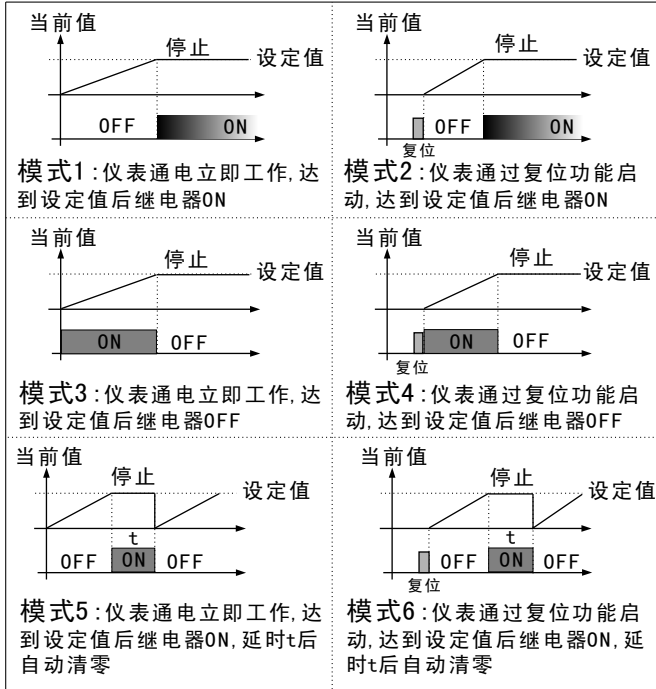 当前值
停止
设定值
OFF
ON
模式1:仪表通电立即工作,达
到设定值后继电器ON
当前值
停止
设定值
OFF
ON
复位
模式2:仪表通过复位功能启
动,达到设定值后继电器ON
当前值
停止
设定值
ON
OFF
模式3:仪表通电立即工作,达
到设定值后继电器OFF
当前值
停止
设定值
ON
OFF
复位
模式4:仪表通过复位功能启
动,达到设定值后继电器OFF
当前值
停止
设定值
t
OFF
ON
OFF
模式5:仪表通电立即工作,达
到设定值后继电器ON,延时t后
自动清零
当前值
停止
设定值
t
OFF
ON
OFF
复位
模式6:仪表通过复位功能启
动,达到设定值后继电器ON,延
时t后自动清零